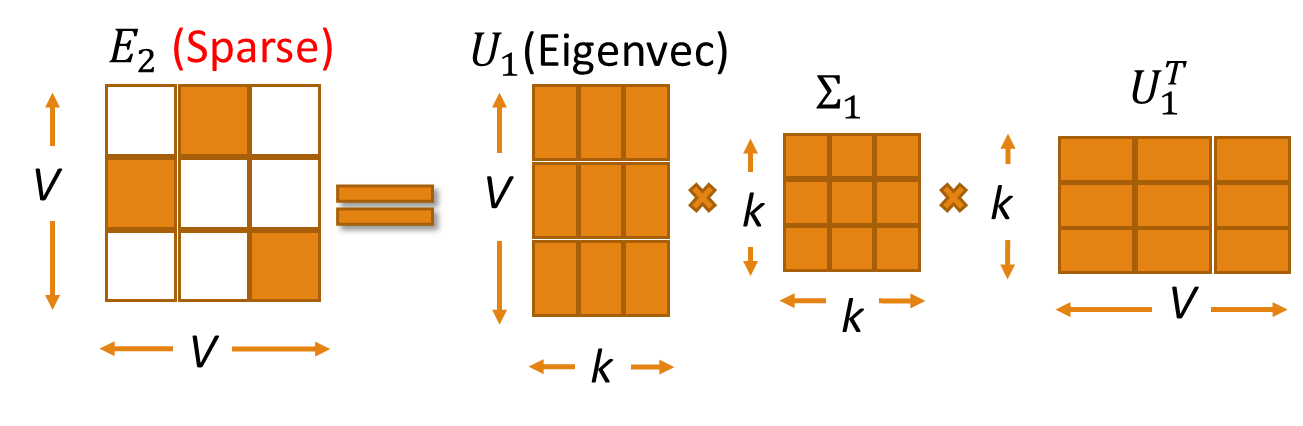 E₂ (Sparse)
U₁(Eigenvec)
Σ₁
U₁ᵀ
V
V
k
k
V
k
V
k